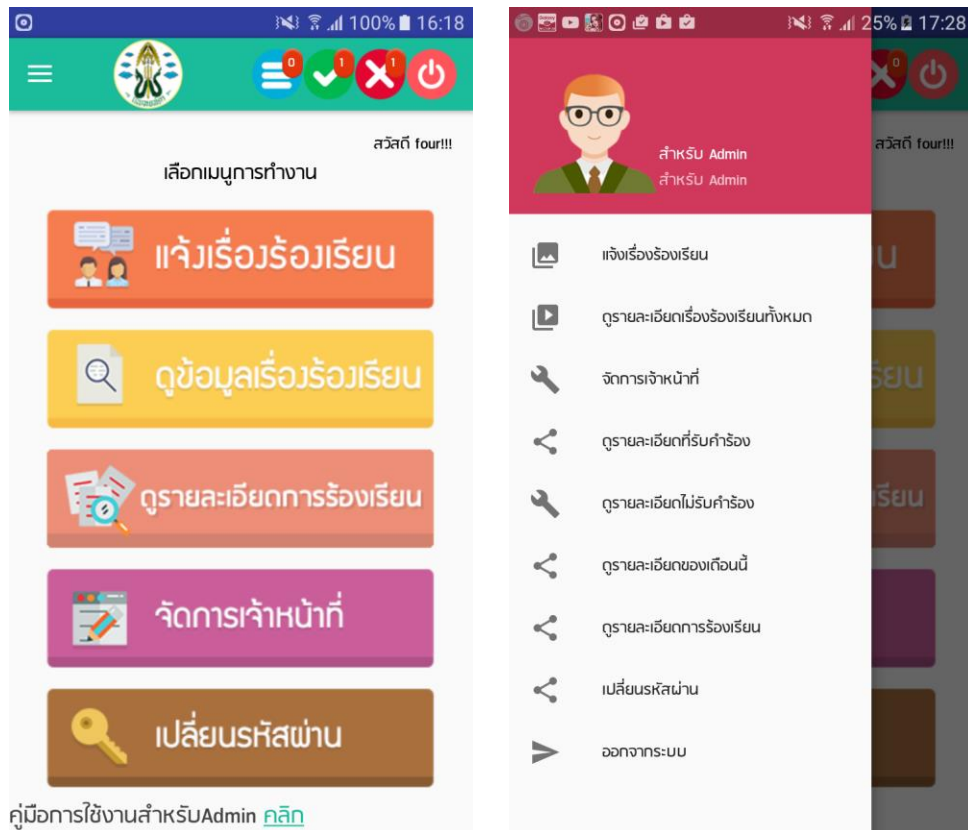 100% 16:18
0
1
1
สวัสดี four!!!
เลือกเมนูการทำงาน
แจ้งเรื่องร้องเรียน
ดูข้อมูลเรื่องร้องเรียน
ดูรายละเอียดการร้องเรียน
จัดการเจ้าหน้าที่
เปลี่ยนรหัสผ่าน
คู่มือการใช้งานสำหรับAdmin คลิก
25% 17:28
0
สำหรับ Admin
สำหรับ Admin
สวัสดี four!!!
แจ้งเรื่องร้องเรียน
ดูรายละเอียดเรื่องร้องเรียนทั้งหมด
จัดการเจ้าหน้าที่
ดูรายละเอียดที่รับคำร้อง
ดูรายละเอียดไม่รับคำร้อง
ดูรายละเอียดของเดือนนี้
ดูรายละเอียดการร้องเรียน
เปลี่ยนรหัสผ่าน
ออกจากระบบ